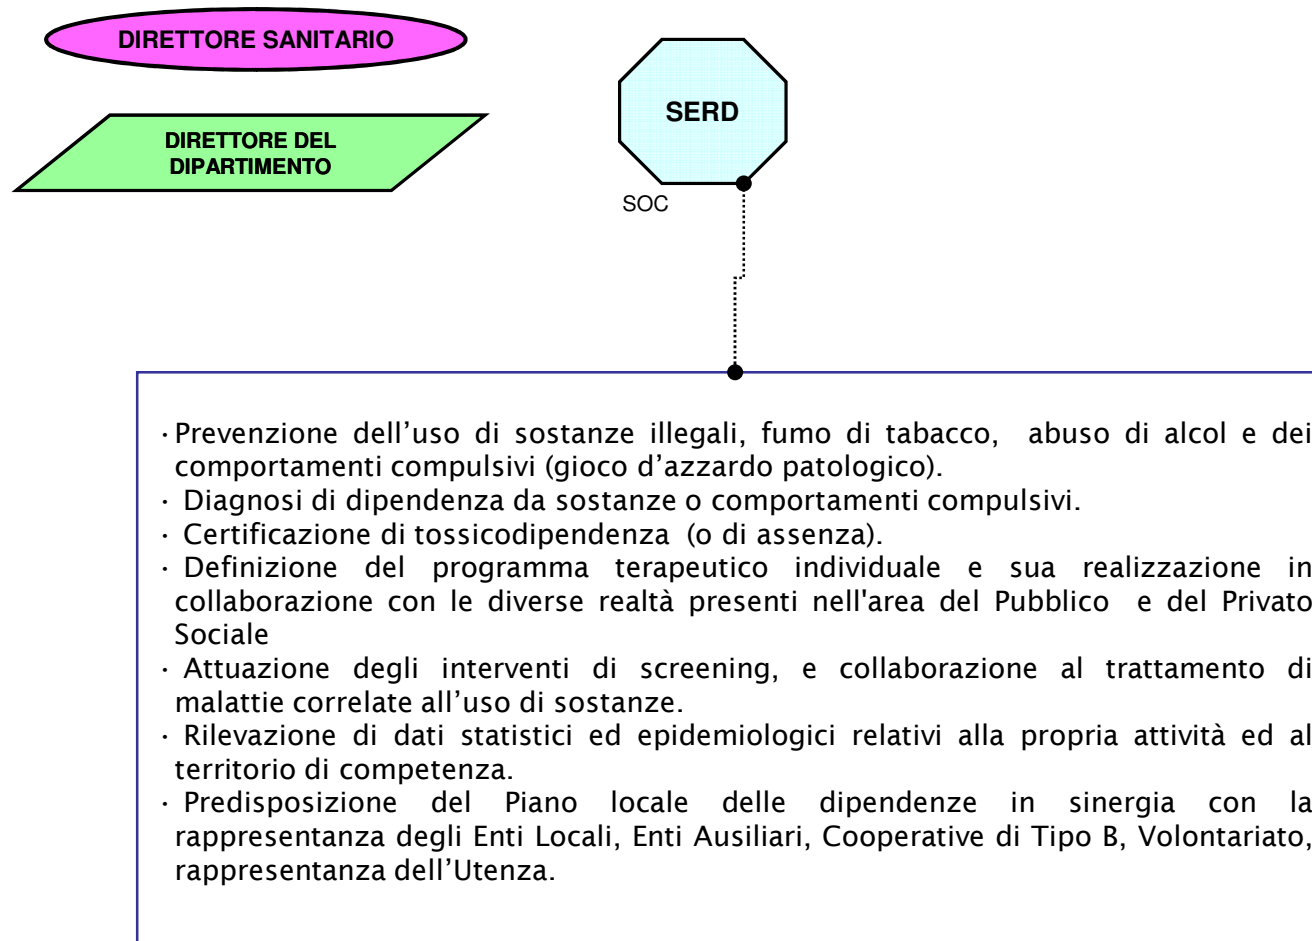 DIRETTORE SANITARIO
SERD
DIRETTORE DEL
DIPARTIMENTO
SOC
·Prevenzione dell’uso di sostanze illegali, fumo di tabacco, abuso di alcol e dei
comportamenti compulsivi (gioco d’azzardo patologico).
· Diagnosi di dipendenza da sostanze o comportamenti compulsivi.
· Certificazione di tossicodipendenza (o di assenza).
· Definizione del programma terapeutico individuale e sua realizzazione in
collaborazione con le diverse realtà presenti nell'area del Pubblico e del Privato
Sociale
· Attuazione degli interventi di screening, e collaborazione al trattamento di
malattie correlate all’uso di sostanze.
· Rilevazione di dati statistici ed epidemiologici relativi alla propria attività ed al
territorio di competenza.
· Predisposizione del Piano locale delle dipendenze in sinergia con la
rappresentanza degli Enti Locali, Enti Ausiliari, Cooperative di Tipo B, Volontariato,
rappresentanza dell’Utenza.